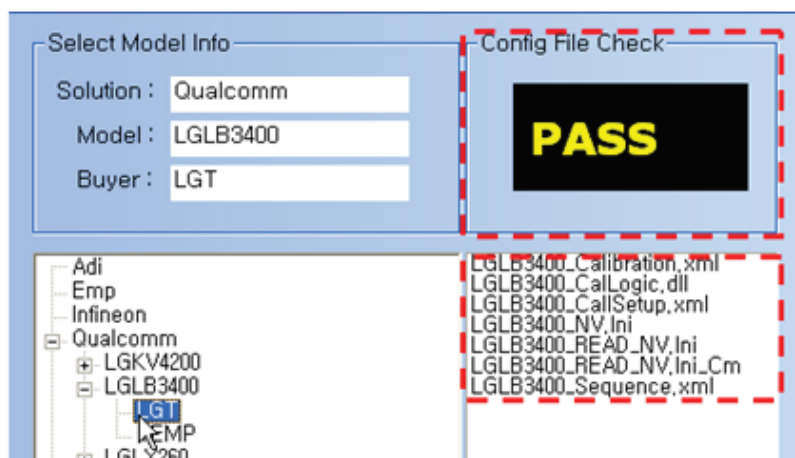 Select Model Info
Solution : Qualcomm
Model : LGLB3400
Buyer : LGT
Config File Check
PASS
Adi
Emp
Infineon
Qualcomm
LGKV4200
LGLB3400
LGT
EMP
LGLB3400_Calibration,xml
LGLB3400_CalLogic,dll
LGLB3400_CallSetup,xml
LGLB3400_NV,Ini
LGLB3400_READ_NV,Ini
LGLB3400_READ_NV,Ini_Cm
LGLB3400_Sequence,xml